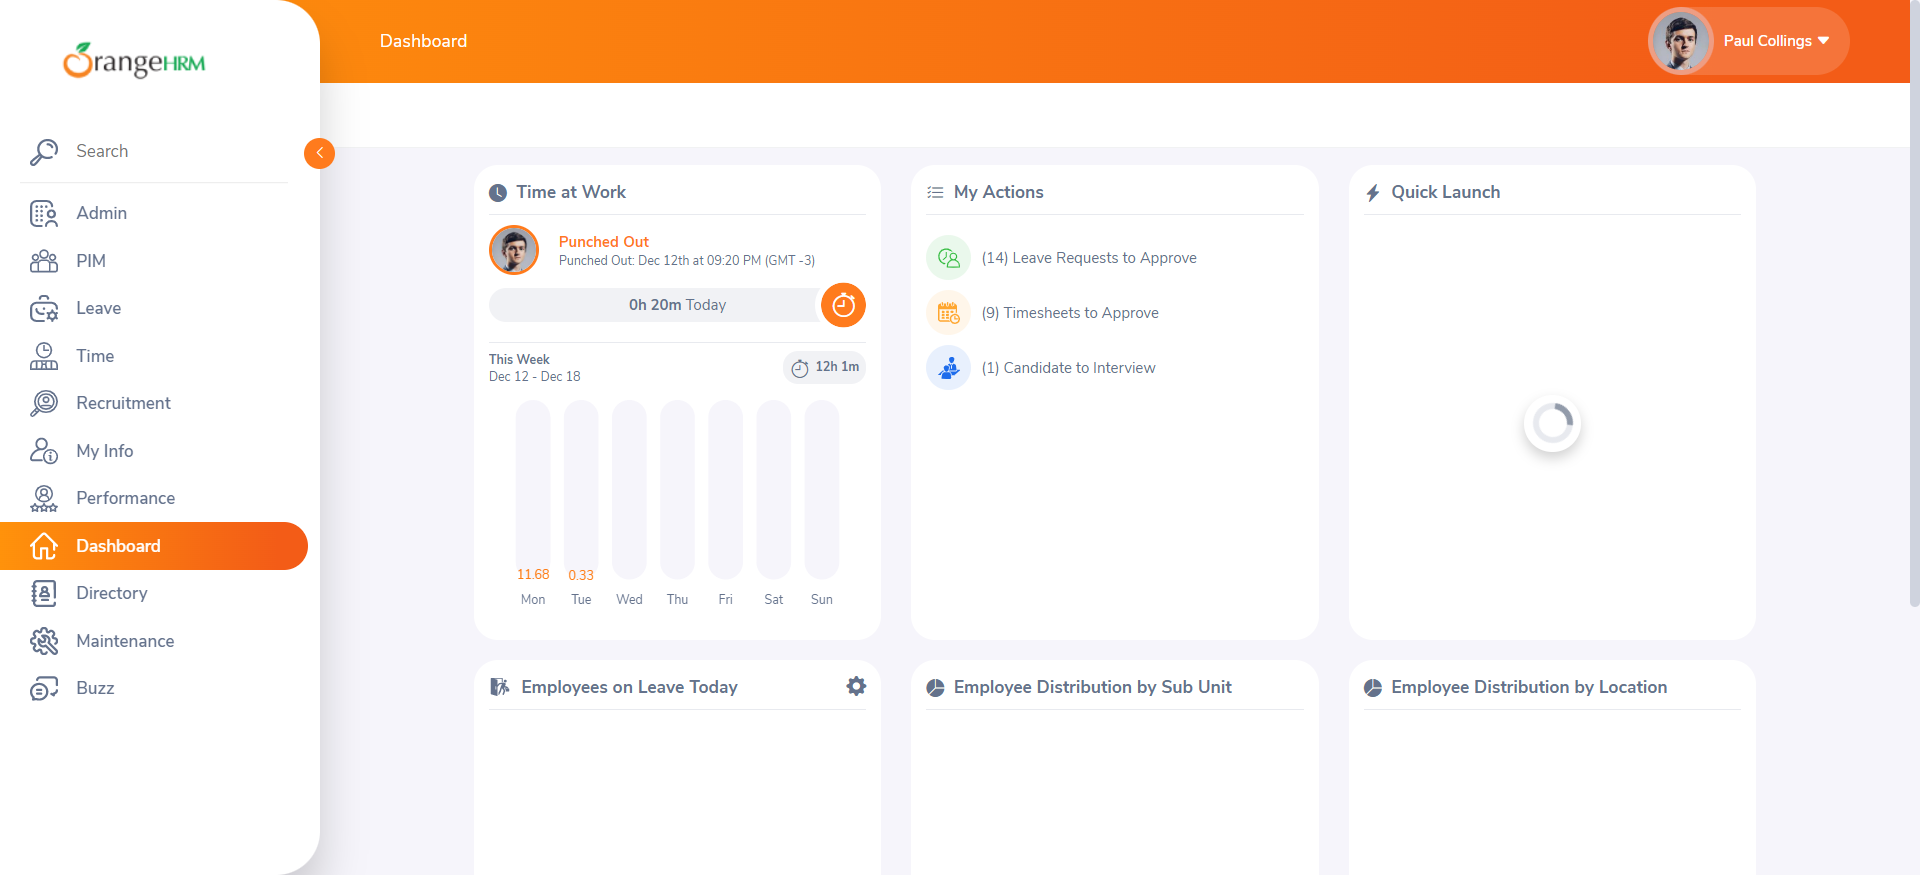 OrangeHRM
Dashboard
Paul Collings
Search
Admin
PIM
Leave
Time
Recruitment
My Info
Performance
Dashboard
Directory
Maintenance
Buzz
Time at Work
Punched Out
Punched Out: Dec 12th at 09:20 PM (GMT -3)
0h 20m Today
This Week
Dec 12 - Dec 18
12h 1m
11.68
0.33
Mon Tue Wed Thu Fri Sat Sun
My Actions
(14) Leave Requests to Approve
(9) Timesheets to Approve
(1) Candidate to Interview
Quick Launch
Employees on Leave Today
Employee Distribution by Sub Unit
Employee Distribution by Location